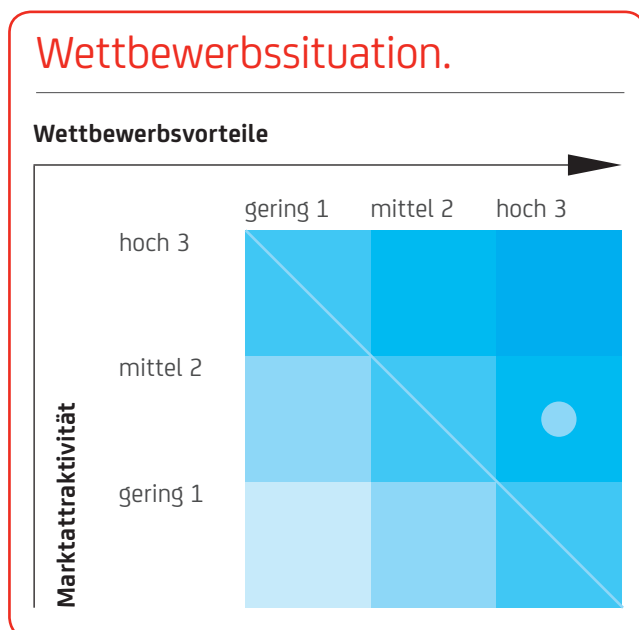 Wettbewerbssituation.
Wettbewerbsvorteile
gering 1 mittel 2 hoch 3
hoch 3
mittel 2
gering 1
Marktattraktivität